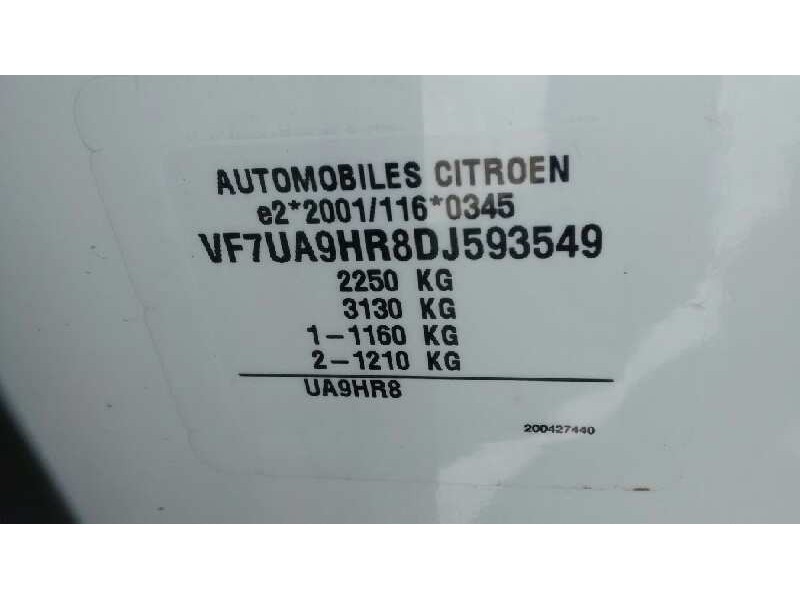 AUTOMOBILES CITROEN
e2*2001/116*0345
VF7UA9HR8DJ593549
2250 KG
3130 KG
1-1160 KG
2-1210 KG
UA9HR8
200427440